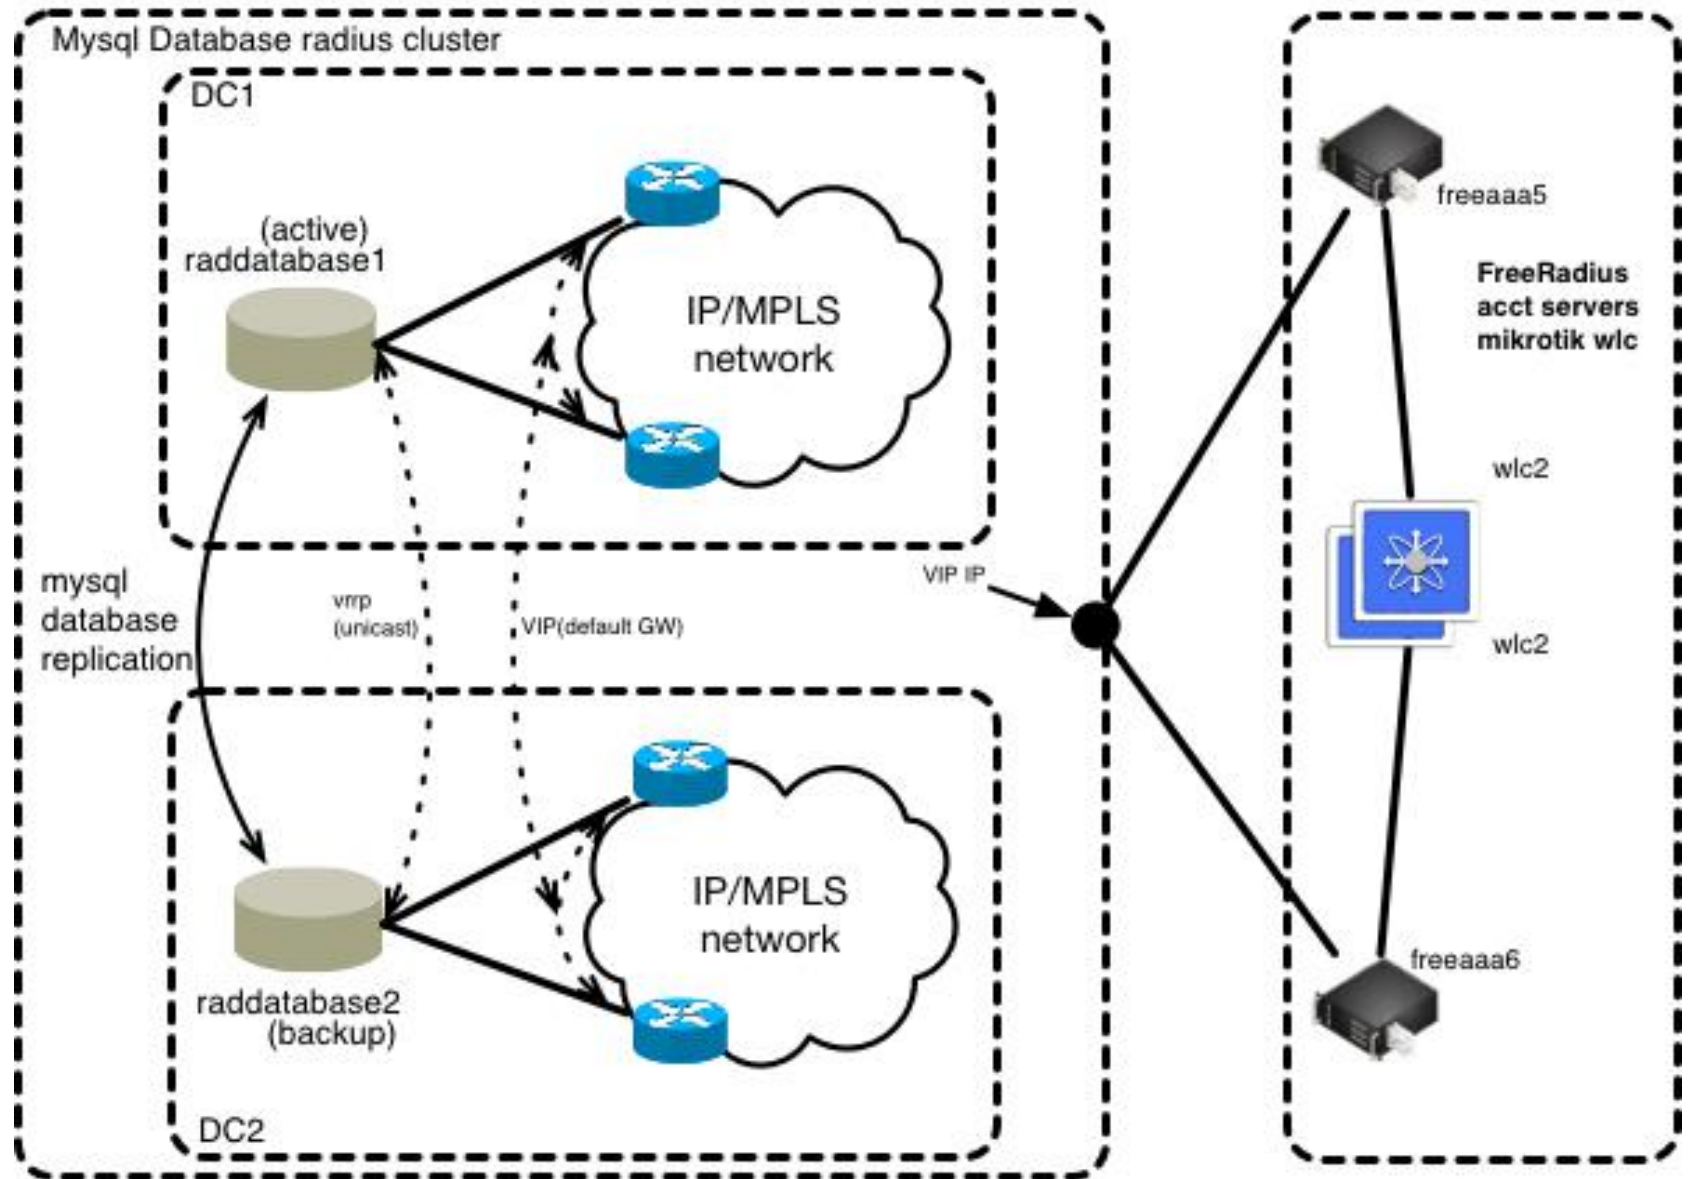 Mysql Database radius cluster
DC1
(active)
raddatabase1
IP/MPLS
network
mysql
database
replication
vrrp
(unicast)
VIP(default GW)
VIP IP
IP/MPLS
network
raddatabase2
(backup)
DC2
freeaaa5
FreeRadius
acct servers
mikrotik wlc
wlc2
wlc2
freeaaa6